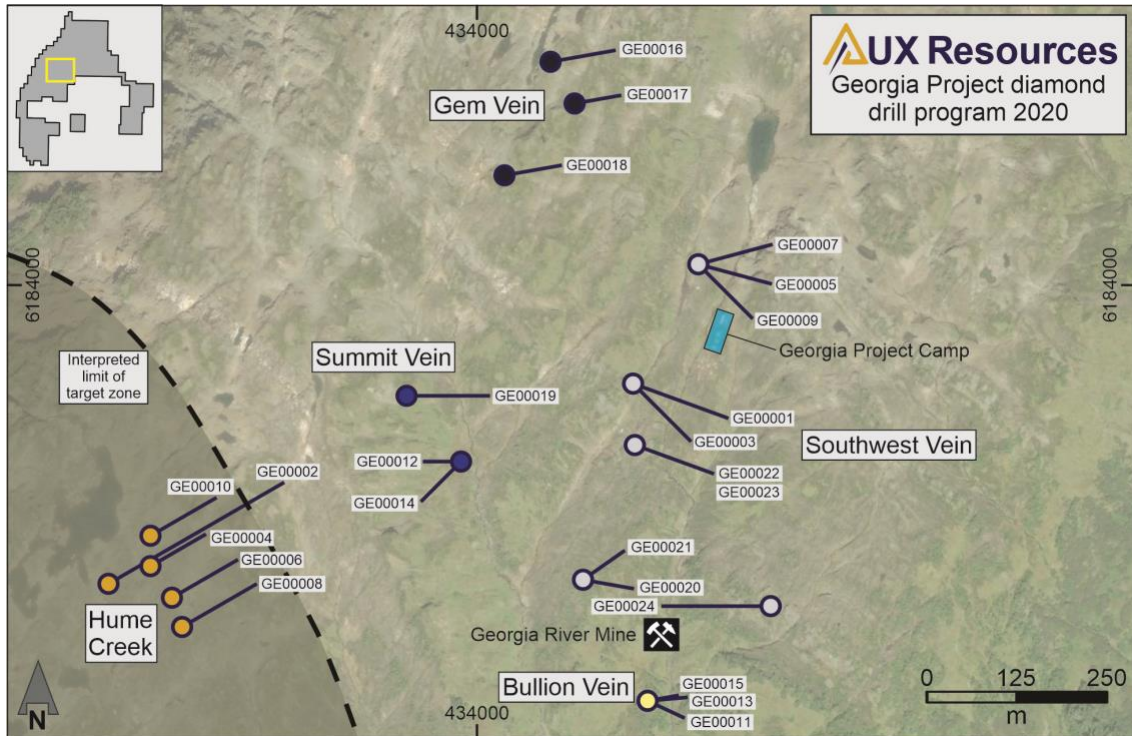 434000
AUX Resources
Georgia Project diamond
drill program 2020
GE00016
Gem Vein
GE00017
GE00018
6184000
GE00007
GE00005
GE00009
6184000
Georgia Project Camp
Interpreted
limit of
target zone
Summit Vein
GE00019
GE00001
GE00003
Southwest Vein
GE00012
GE00022
GE00023
GE00014
GE00002
GE00010
GE00004
GE00006
GE00008
Hume
Creek
GE00021
GE00020
GE00024
Georgia River Mine
Bullion Vein
GE00015
GE00013
GE00011
0 125 250
m
N
434000